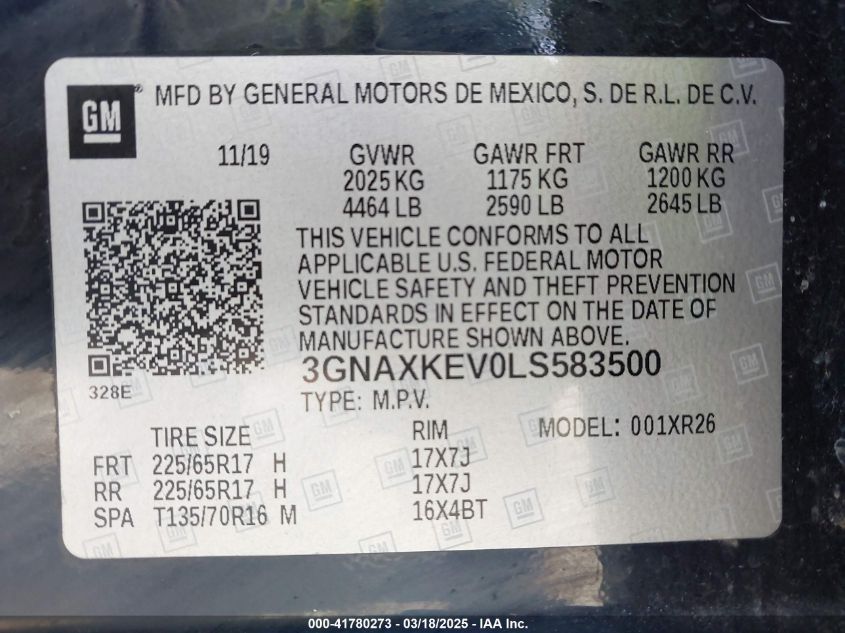 GM ® MFD BY GENERAL MOTORS DE MEXICO, S. DE R.L. DE C.V.
11/19 GVWR GAWR FRT GAWR RR
2025 KG 1175 KG 1200 KG
4464 LB 2590 LB 2645 LB
THIS VEHICLE CONFORMS TO ALL
APPLICABLE U.S. FEDERAL MOTOR
VEHICLE SAFETY AND THEFT PREVENTION
STANDARDS IN EFFECT ON THE DATE OF
MANUFACTURE SHOWN ABOVE.
3GNAXKEV0LS583500
328E
TYPE: M.P.V.
TIRE SIZE RIM MODEL: 001XR26
FRT 225/65R17 H 17X7J
RR 225/65R17 H 17X7J
SPA T135/70R16 M 16X4BT
000-41780273 - 03/18/2025 - IAA Inc.